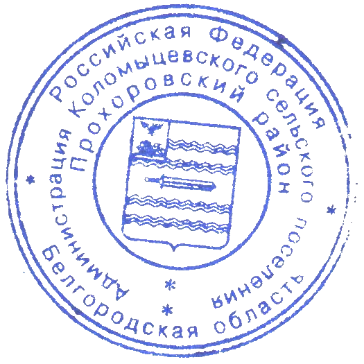 Российская Федерация
Белгородская область
Администрация Коломыцевского сельского поселения
Прохоровский район